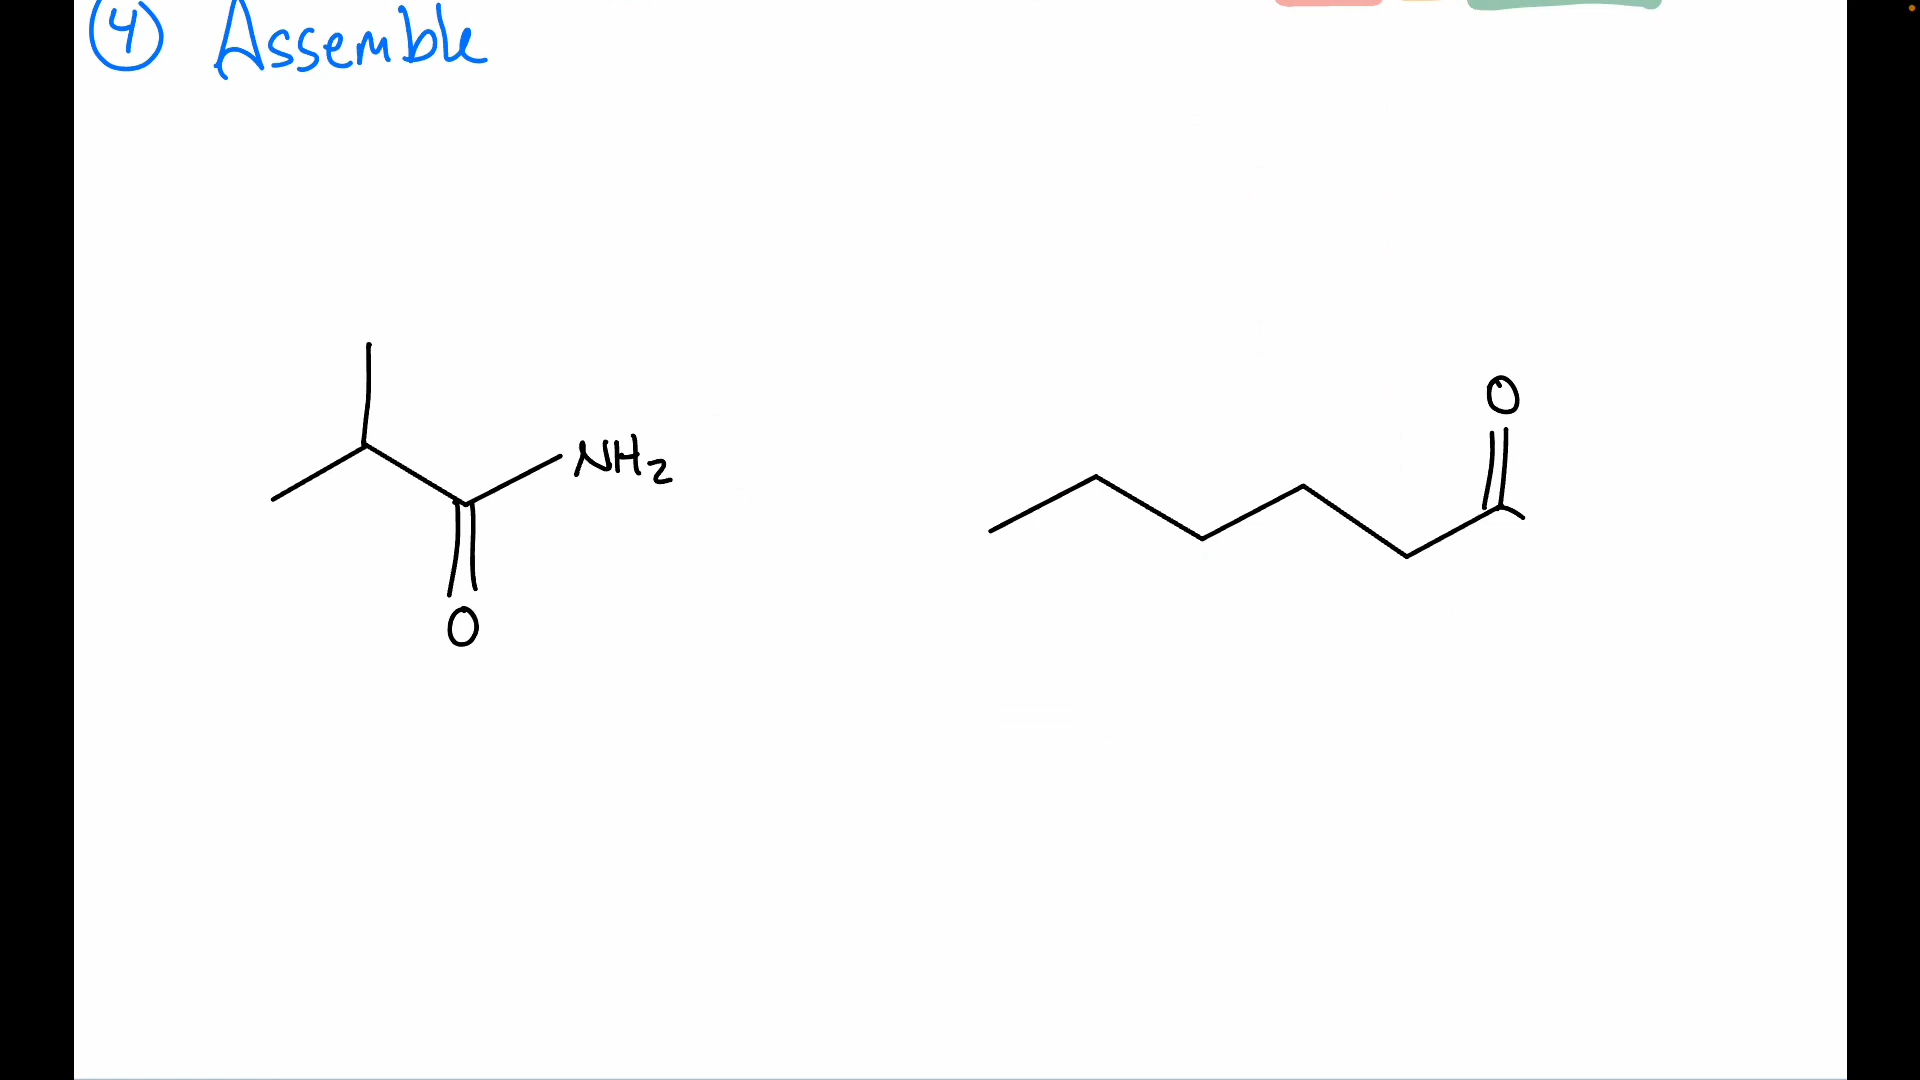 ④ Assemble
O
NH₂
O